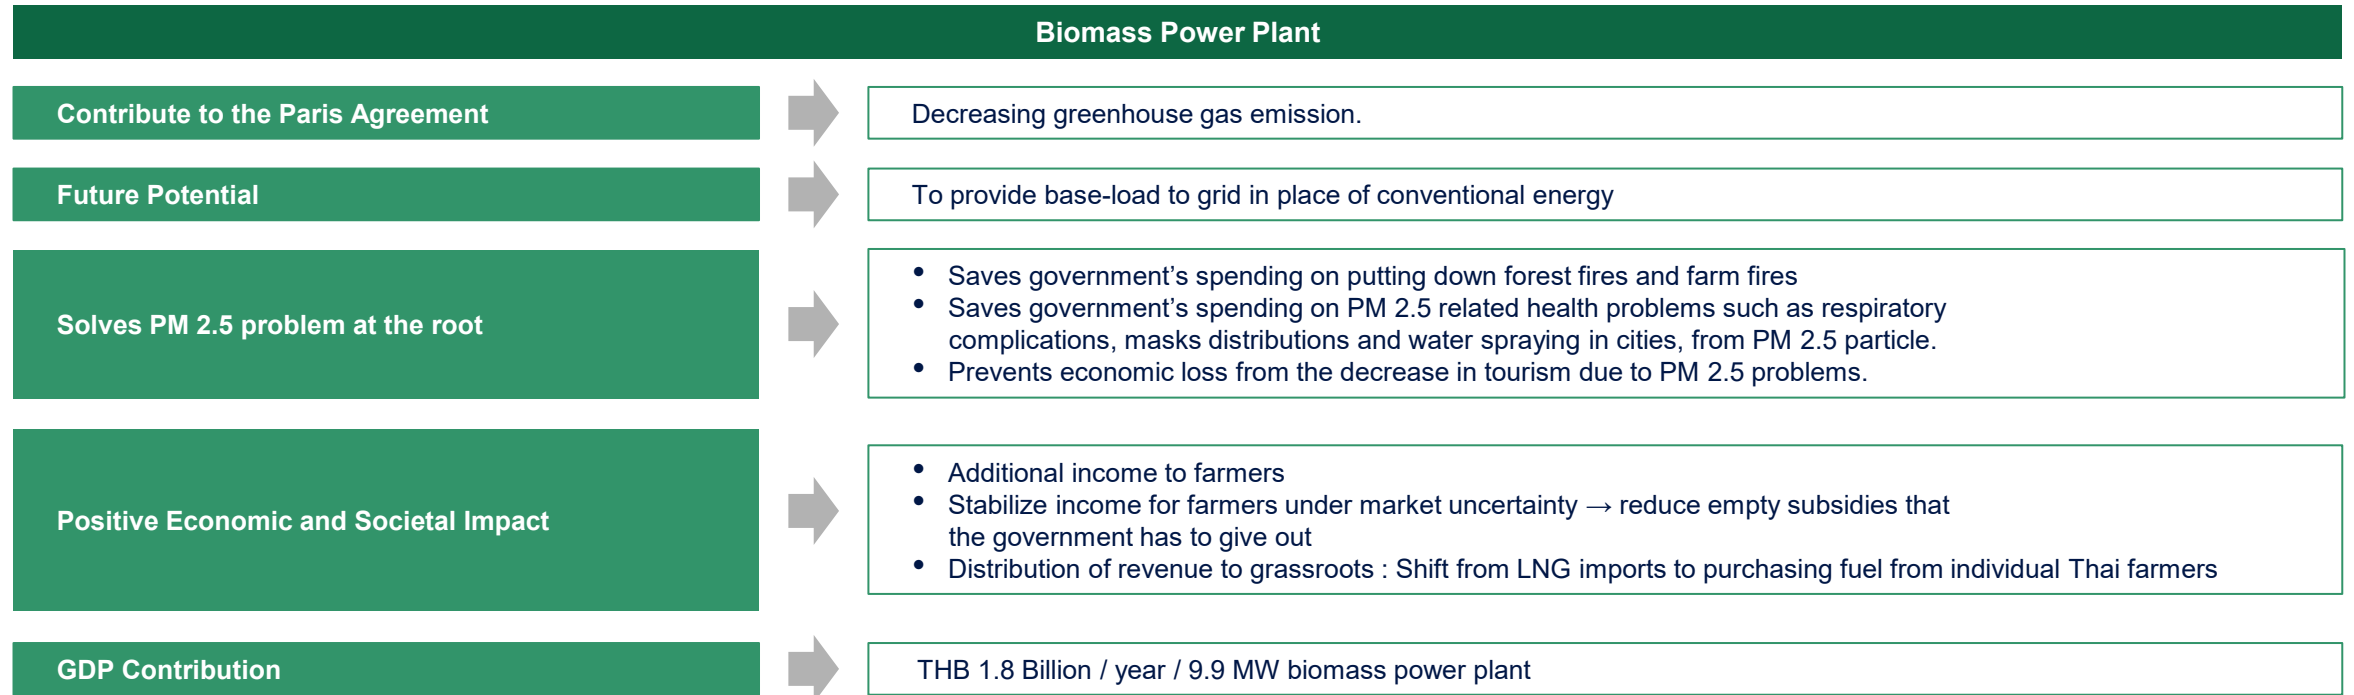 Biomass Power Plant
Contribute to the Paris Agreement
Decreasing greenhouse gas emission.
Future Potential
To provide base-load to grid in place of conventional energy
Solves PM 2.5 problem at the root
• Saves government’s spending on putting down forest fires and farm fires
• Saves government’s spending on PM 2.5 related health problems such as respiratory
complications, masks distributions and water spraying in cities, from PM 2.5 particle.
• Prevents economic loss from the decrease in tourism due to PM 2.5 problems.
Positive Economic and Societal Impact
• Additional income to farmers
• Stabilize income for farmers under market uncertainty → reduce empty subsidies that
the government has to give out
• Distribution of revenue to grassroots : Shift from LNG imports to purchasing fuel from individual Thai farmers
GDP Contribution
THB 1.8 Billion / year / 9.9 MW biomass power plant